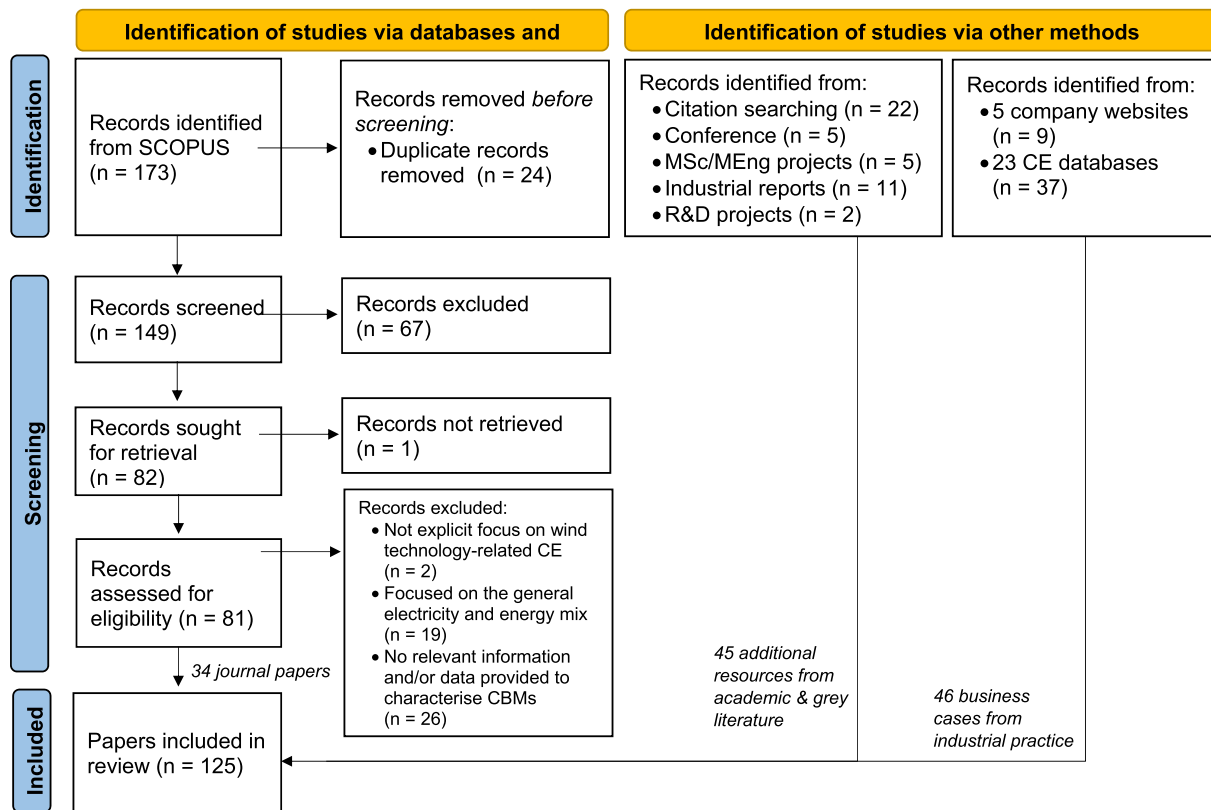 Identification of studies via databases and
Identification of studies via other methods
Identification
Records identified
from SCOPUS
(n = 173)
Records removed before
screening:
• Duplicate records
removed (n = 24)
Records identified from:
• Citation searching (n = 22)
• Conference (n = 5)
• MSc/MEng projects (n = 5)
• Industrial reports (n = 11)
• R&D projects (n = 2)
Records identified from:
• 5 company websites
(n = 9)
• 23 CE databases
(n = 37)
Screening
Records screened
(n = 149)
Records excluded
(n = 67)
Records sought
for retrieval
(n = 82)
Records not retrieved
(n = 1)
Records
assessed for
eligibility (n = 81)
Records excluded:
• Not explicit focus on wind
technology-related CE
(n = 2)
• Focused on the general
electricity and energy mix
(n = 19)
• No relevant information
and/or data provided to
characterise CBMs
(n = 26)
34 journal papers
45 additional
resources from
academic & grey
literature
46 business
cases from
industrial practice
Included
Papers included in
review (n = 125)